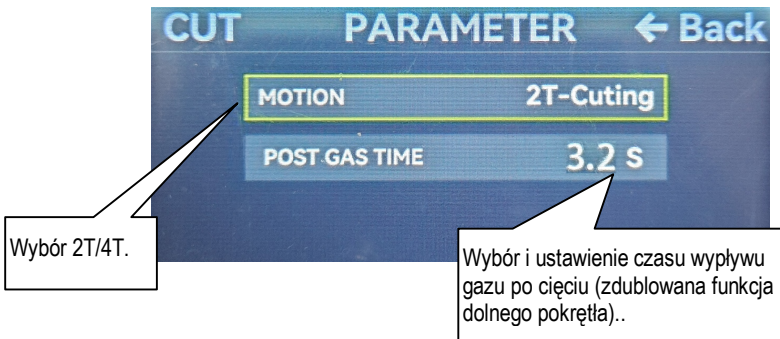 CUT PARAMETER ← Back
MOTION 2T-Cuting
POST GAS TIME 3.2 S
Wybór 2T/4T.
Wybór i ustawienie czasu wypływu
gazu po cięciu (zdublowana funkcja
dolnego pokrętła)..